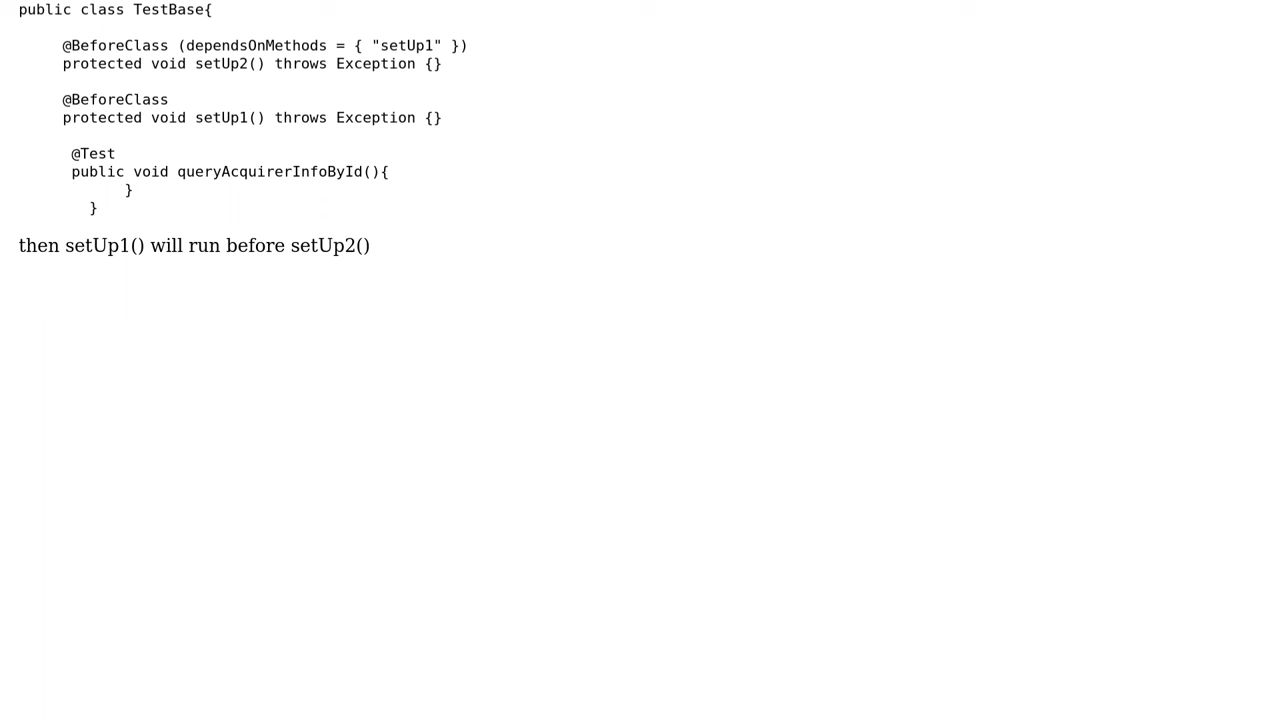 public class TestBase{
@BeforeClass (dependsOnMethods = { "setUp1" })
protected void setUp2() throws Exception {}
@BeforeClass
protected void setUp1() throws Exception {}
@Test
public void queryAcquirerInfoById(){
}
}
then setUp1() will run before setUp2()